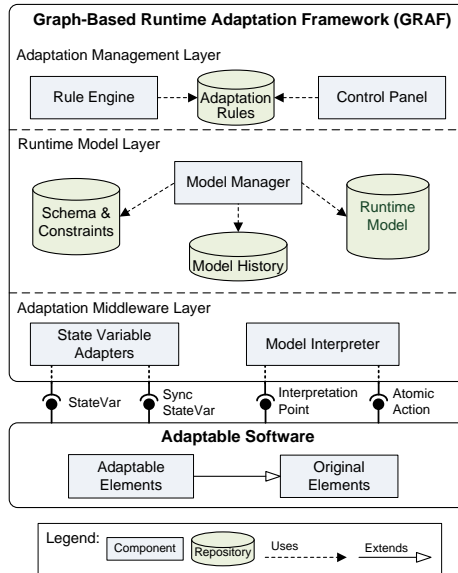 Graph-Based Runtime Adaptation Framework (GRAF)
Adaptation Management Layer
Rule Engine
Adaptation
Rules
Control Panel
Runtime Model Layer
Model Manager
Schema &
Constraints
Runtime
Model
Model History
Adaptation Middleware Layer
State Variable
Adapters
Model Interpreter
StateVar
Sync
StateVar
Interpretation
Point
Atomic
Action
Adaptable Software
Adaptable
Elements
Original
Elements
Legend:
Component
Repository
Uses
Extends